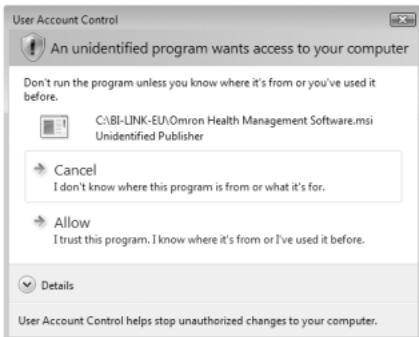 User Account Control
An unidentified program wants access to your computer
Don't run the program unless you know where it's from or you've used it
before.
C:\BI-LINK-EU\Omron Health Management Software.msi
Unidentified Publisher
Cancel
I don't know where this program is from or what it's for.
Allow
I trust this program. I know where it's from or I've used it before.
Details
User Account Control helps stop unauthorized changes to your computer.